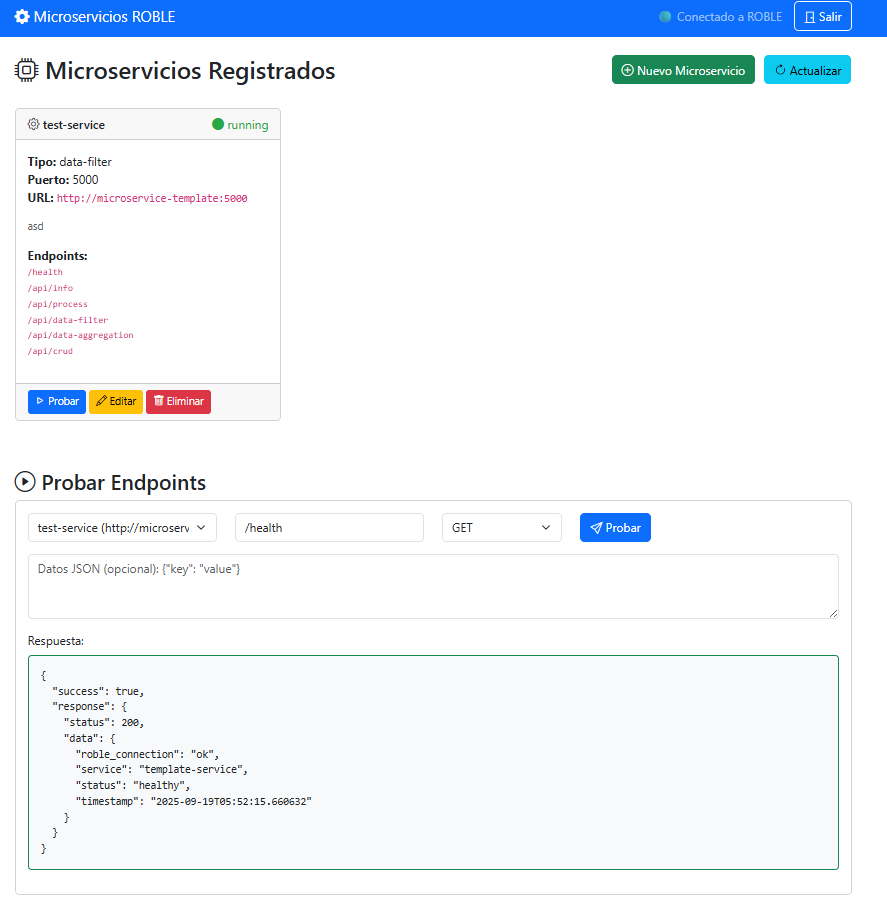 Microservicios ROBLE
Conectado a ROBLE
Salir
Microservicios Registrados
Nuevo Microservicio
Actualizar
test-service
running
Tipo: data-filter
Puerto: 5000
URL: http://microservice-template:5000
asd
Endpoints:
/health
/api/info
/api/process
/api/data-filter
/api/data-aggregation
/api/crud
Probar
Editar
Eliminar
Probar Endpoints
test-service (http://microserv
/health
GET
Probar
Datos JSON (opcional): {"key": "value"}
Respuesta:
{
  "success": true,
  "response": {
    "status": 200,
    "data": {
      "roble_connection": "ok",
      "service": "template-service",
      "status": "healthy",
      "timestamp": "2025-09-19T05:52:15.660632"
    }
  }
}